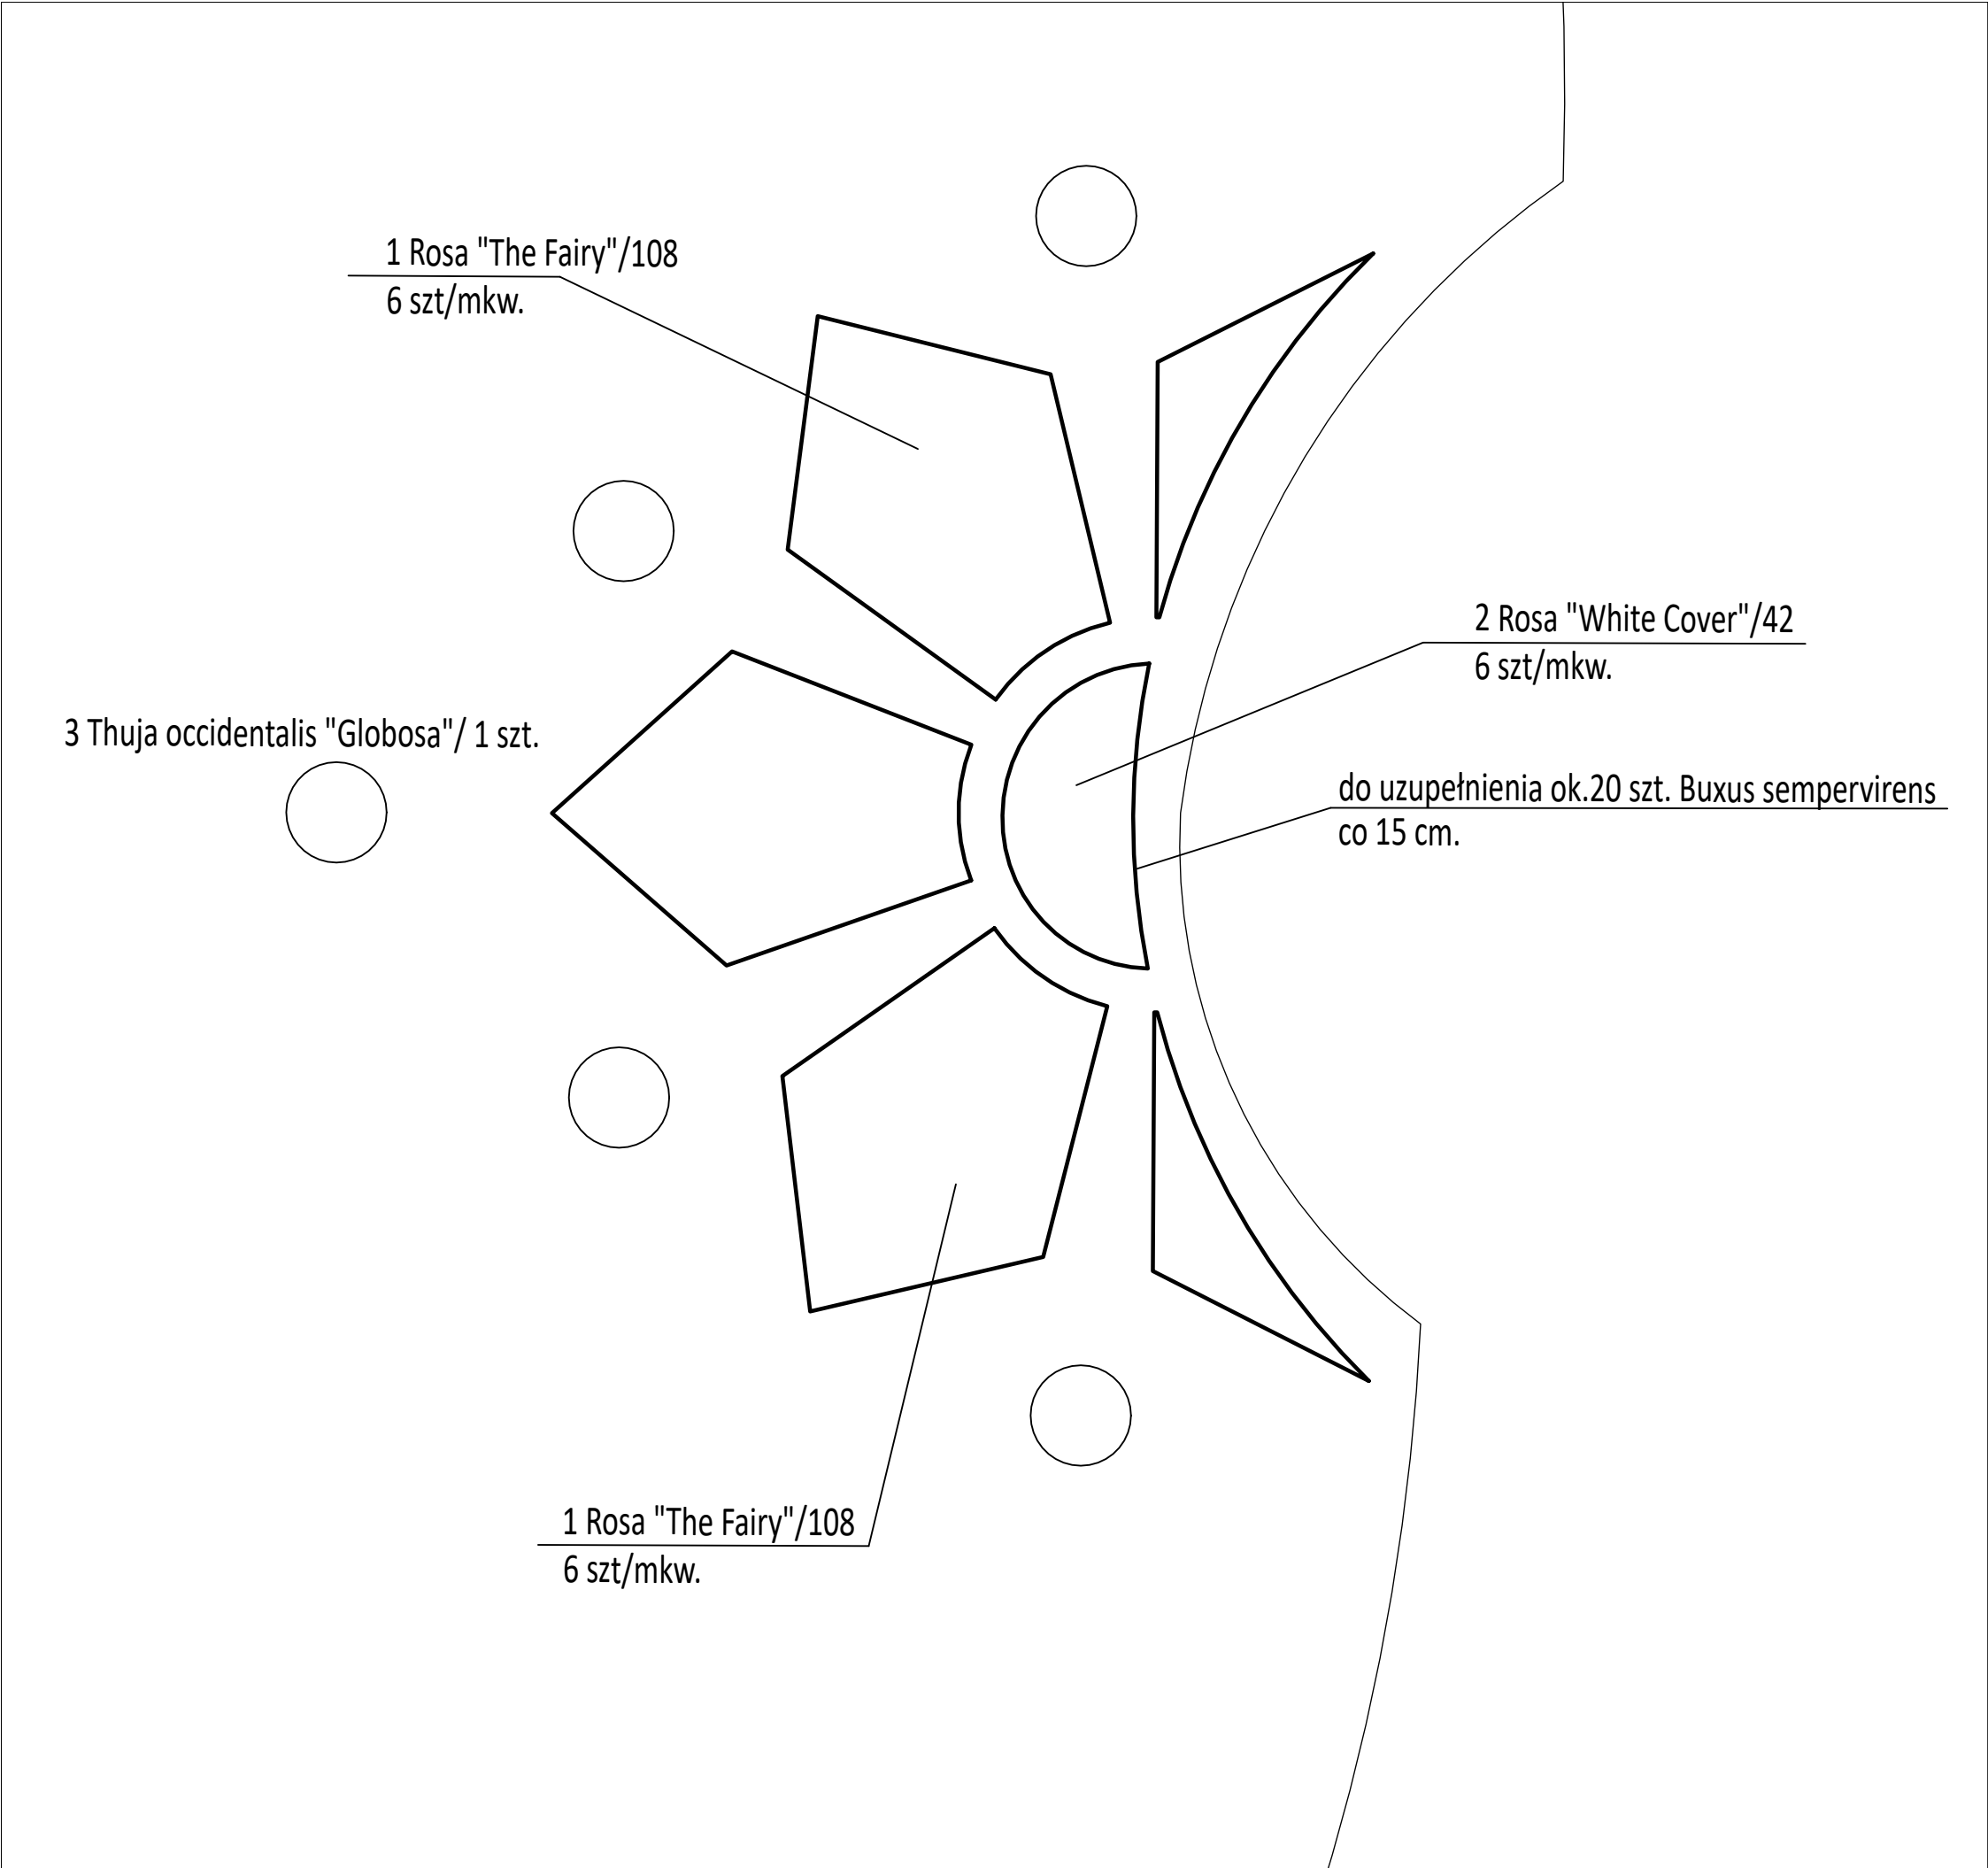 1 Rosa "The Fairy"/108
6 szt/mkw.
2 Rosa "White Cover"/42
6 szt/mkw.
3 Thuja occidentalis "Globosa"/ 1 szt.
do uzupełnienia ok.20 szt. Buxus sempervirens
co 15 cm.
1 Rosa "The Fairy"/108
6 szt/mkw.